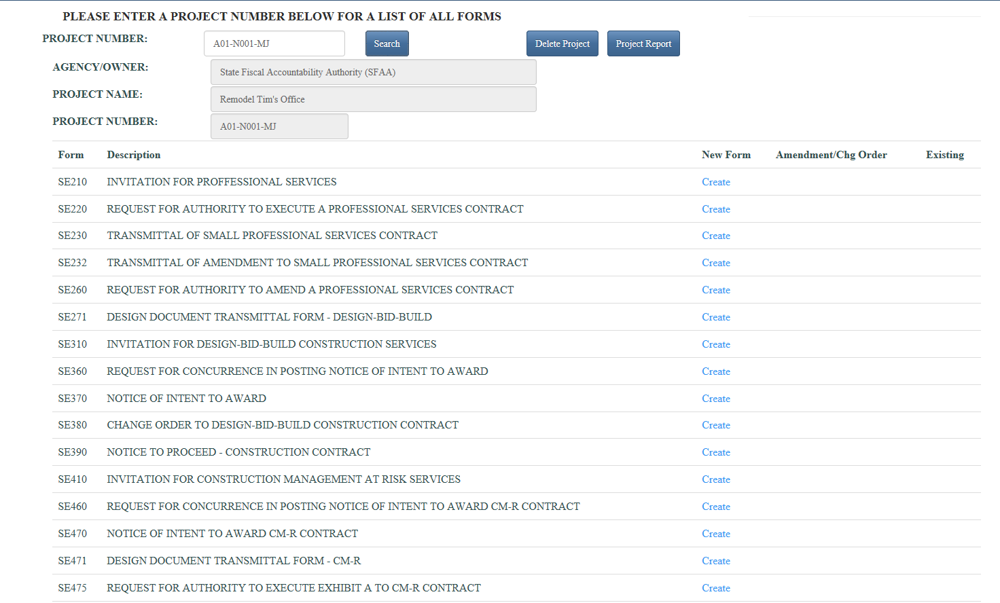 PLEASE ENTER A PROJECT NUMBER BELOW FOR A LIST OF ALL FORMS
PROJECT NUMBER: A01-N001-MJ Search Delete Project Project Report
AGENCY/OWNER: State Fiscal Accountability Authority (SFAA)
PROJECT NAME: Remodel Tim's Office
PROJECT NUMBER: A01-N001-MJ
Form Description New Form Amendment/Chg Order Existing
SE210 INVITATION FOR PROFFESSIONAL SERVICES Create
SE220 REQUEST FOR AUTHORITY TO EXECUTE A PROFESSIONAL SERVICES CONTRACT Create
SE230 TRANSMITTAL OF SMALL PROFESSIONAL SERVICES CONTRACT Create
SE232 TRANSMITTAL OF AMENDMENT TO SMALL PROFESSIONAL SERVICES CONTRACT Create
SE260 REQUEST FOR AUTHORITY TO AMEND A PROFESSIONAL SERVICES CONTRACT Create
SE271 DESIGN DOCUMENT TRANSMITTAL FORM - DESIGN-BID-BUILD Create
SE310 INVITATION FOR DESIGN-BID-BUILD CONSTRUCTION SERVICES Create
SE360 REQUEST FOR CONCURRENCE IN POSTING NOTICE OF INTENT TO AWARD Create
SE370 NOTICE OF INTENT TO AWARD Create
SE380 CHANGE ORDER TO DESIGN-BID-BUILD CONSTRUCTION CONTRACT Create
SE390 NOTICE TO PROCEED - CONSTRUCTION CONTRACT Create
SE410 INVITATION FOR CONSTRUCTION MANAGEMENT AT RISK SERVICES Create
SE460 REQUEST FOR CONCURRENCE IN POSTING NOTICE OF INTENT TO AWARD CM-R CONTRACT Create
SE470 NOTICE OF INTENT TO AWARD CM-R CONTRACT Create
SE471 DESIGN DOCUMENT TRANSMITTAL FORM - CM-R Create
SE475 REQUEST FOR AUTHORITY TO EXECUTE EXHIBIT A TO CM-R CONTRACT Create